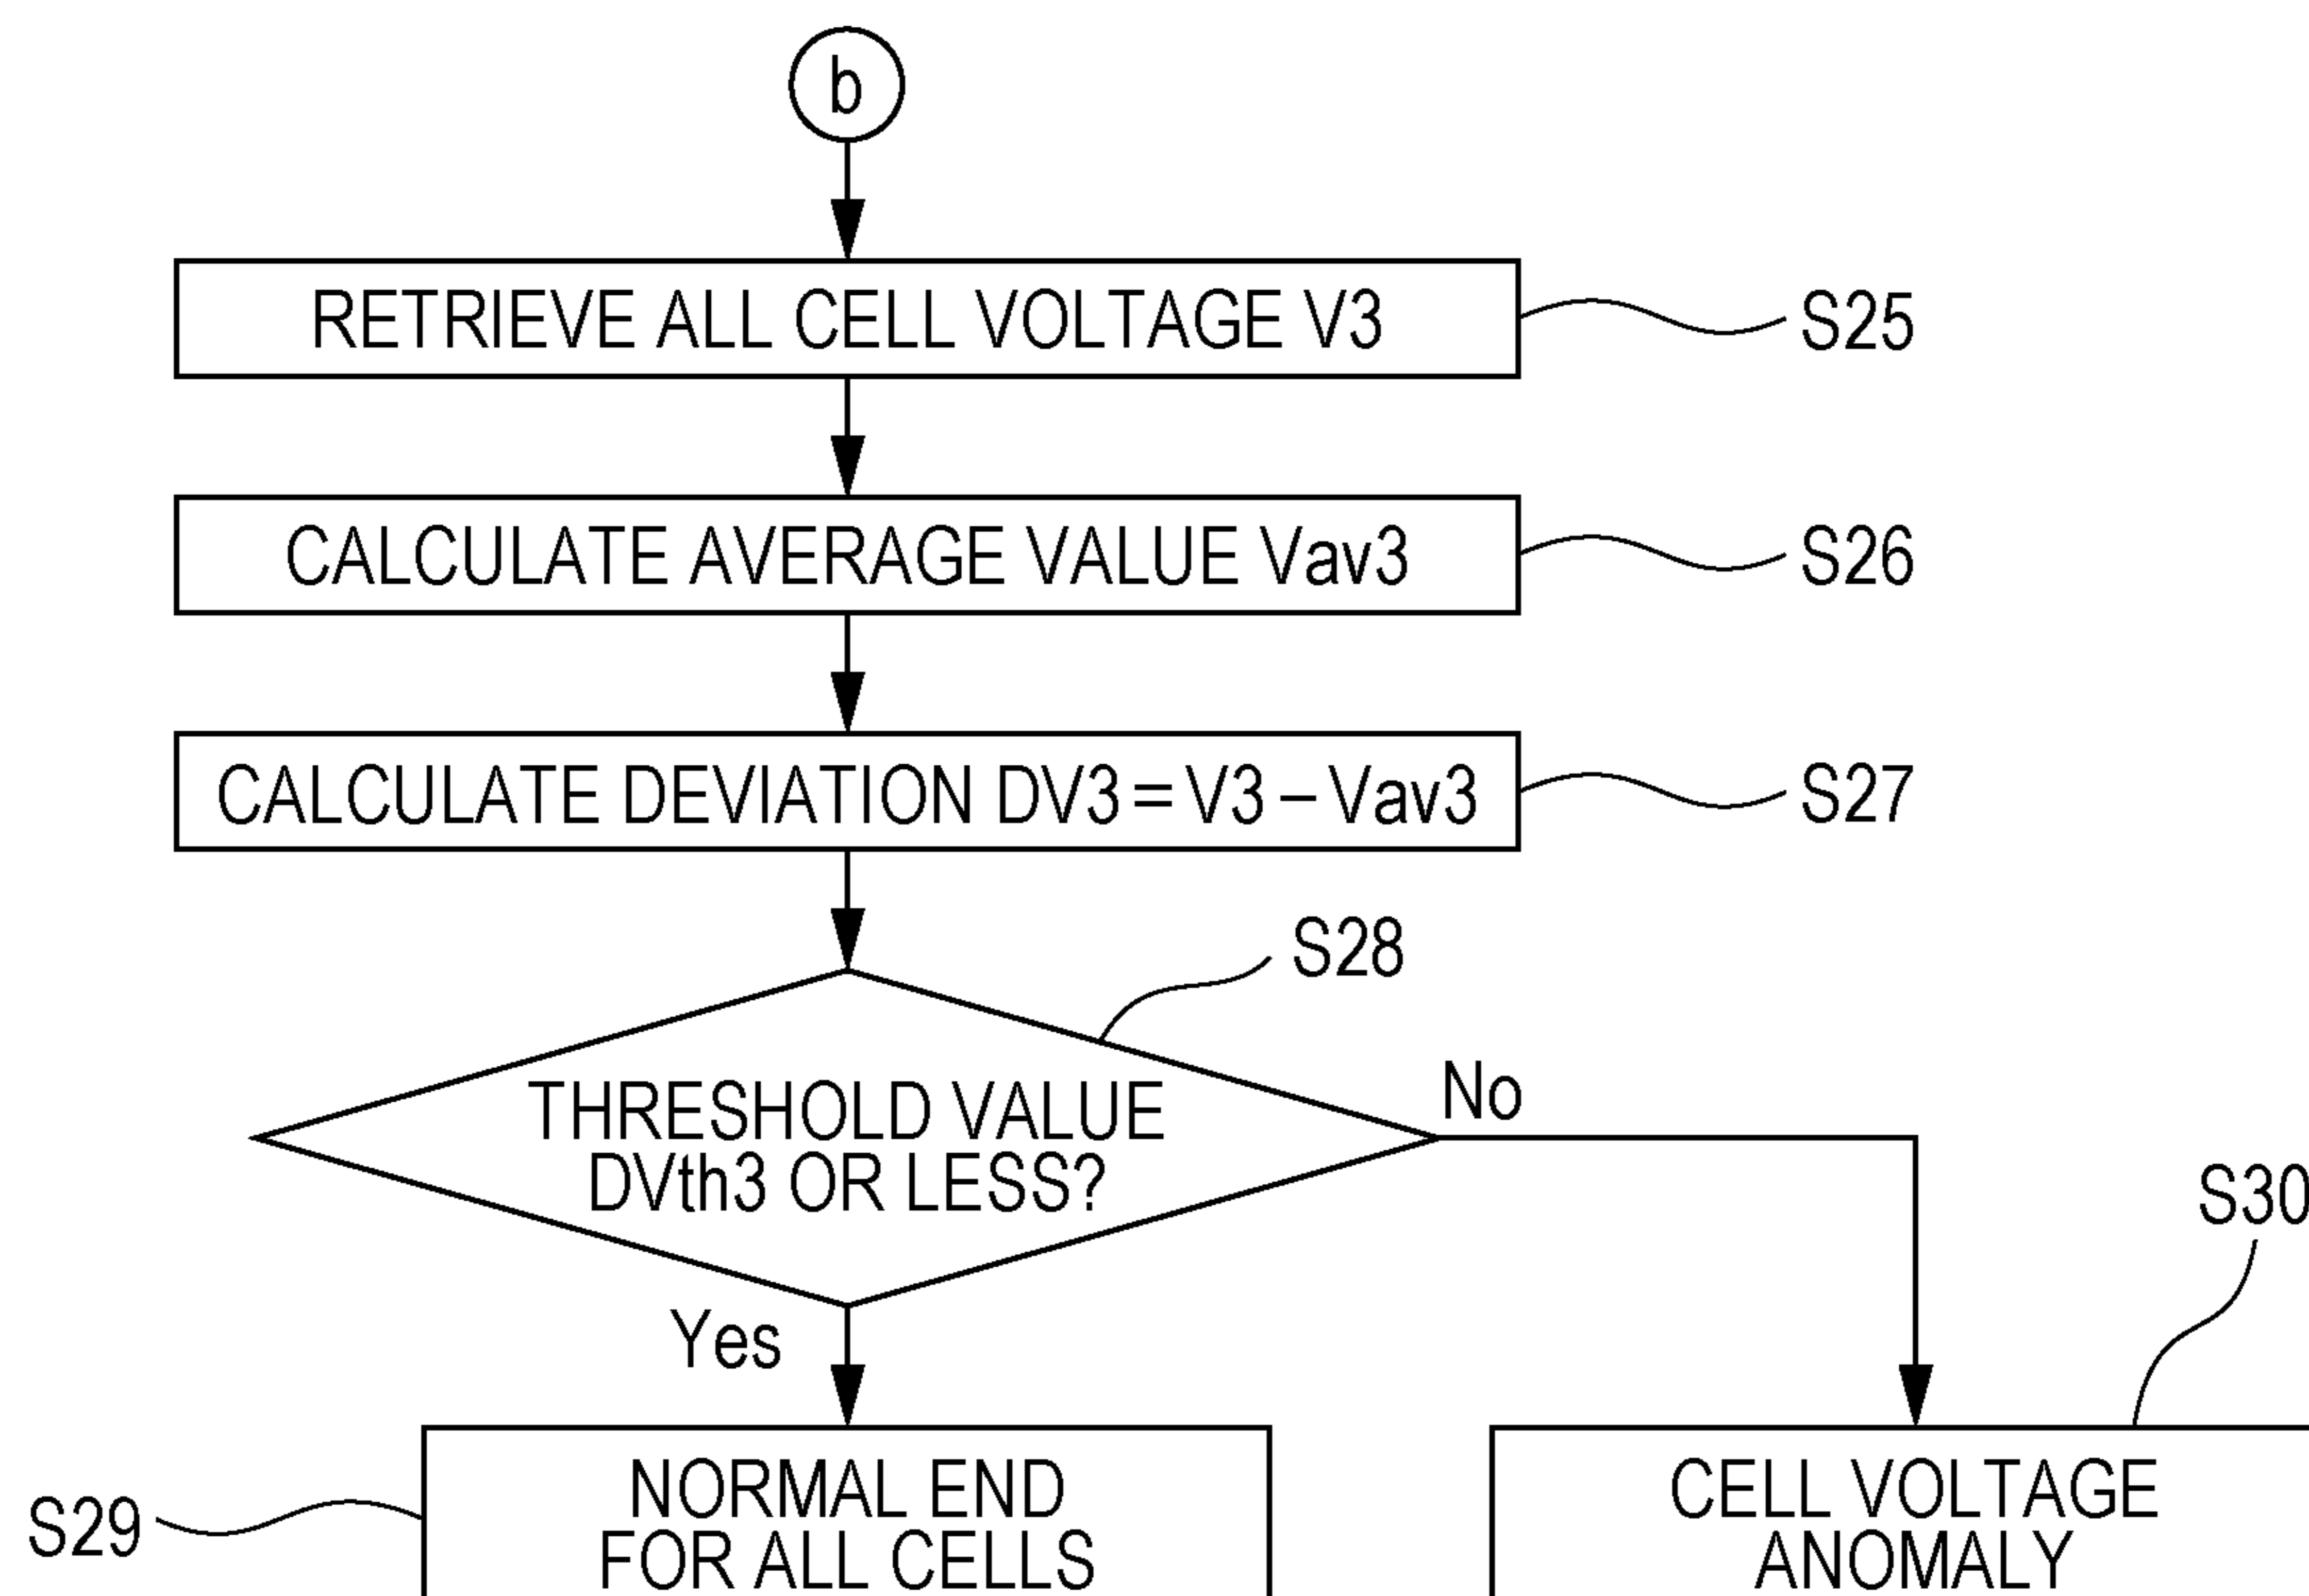 b
RETRIEVE ALL CELL VOLTAGE V3
S25
CALCULATE AVERAGE VALUE Vav3
S26
CALCULATE DEVIATION DV3 = V3 – Vav3
S27
S28
THRESHOLD VALUE
DVth3 OR LESS?
No
Yes
S30
S29
NORMAL END
FOR ALL CELLS
CELL VOLTAGE
ANOMALY